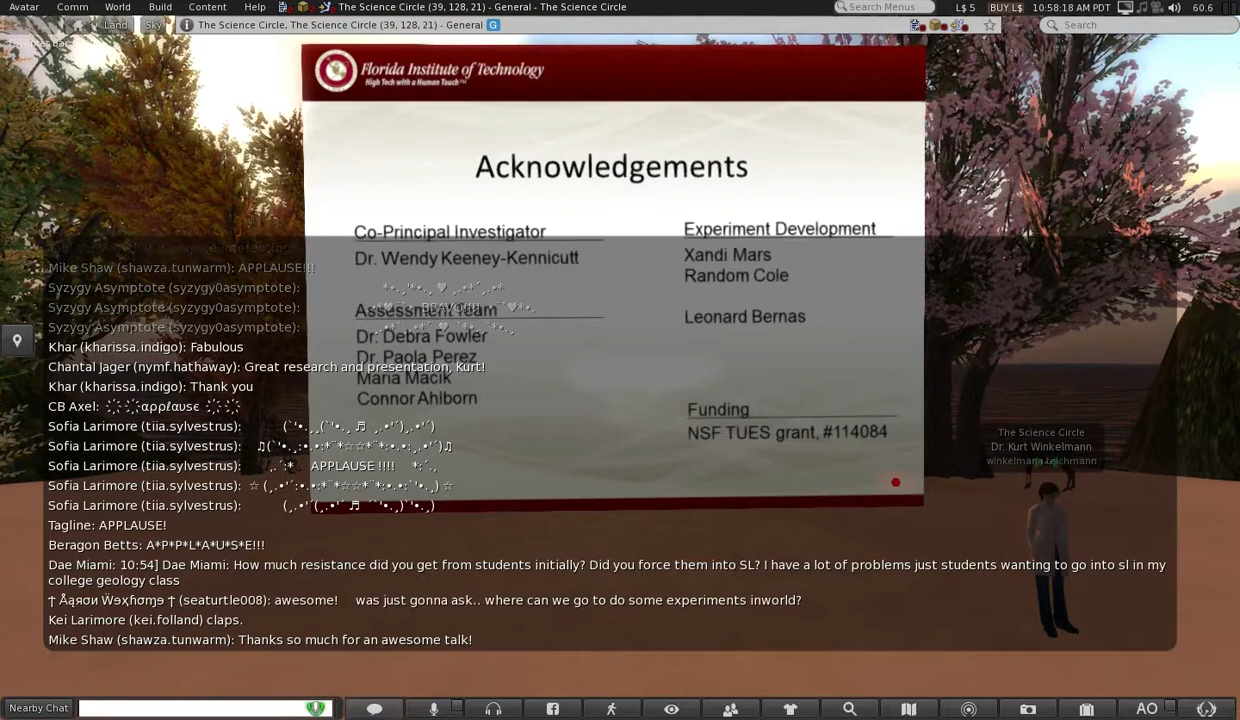 Avatar Comm World Build Content Help The Science Circle, The Science Circle (39, 128, 21) - General - The Science Circle Search Menus L$ 5 BUY L$ 10:58:18 AM PDT 60.6
Land Sky The Science Circle, The Science Circle (39, 128, 21) - General G Search
Florida Institute of Technology
High Tech with a Human Touch™
Acknowledgements
Co-Principal Investigator
Dr. Wendy Keeney-Kennicutt
Assessment Team
Dr. Debra Fowler
Dr. Paola Perez
Maria Macik
Connor Ahlborn
Experiment Development
Xandi Mars
Random Cole
Leonard Bernas
Funding
NSF TUES grant, #114084
Mike Shaw (shawza.tunwarm): APPLAUSE!!!
Syzygy Asymptote (syzygy0asymptote):
Syzygy Asymptote (syzygy0asymptote):
Syzygy Asymptote (syzygy0asymptote):
Khar (kharissa.indigo): Fabulous
Chantal Jager (nymf.hathaway): Great research and presentation, Kurt!
Khar (kharissa.indigo): Thank you
CB Axel: αρρℓαυѕє
Sofia Larimore (tiia.sylvestrus):
Sofia Larimore (tiia.sylvestrus):
Sofia Larimore (tiia.sylvestrus): APPLAUSE !!!!
Sofia Larimore (tiia.sylvestrus):
Sofia Larimore (tiia.sylvestrus):
Tagline: APPLAUSE!
Beragon Betts: A*P*P*L*A*U*S*E!!!
Dae Miami: 10:54] Dae Miami: How much resistance did you get from students initially? Did you force them into SL? I have a lot of problems just students wanting to go into sl in my
college geology class
(seaturtle008): awesome! was just gonna ask.. where can we go to do some experiments inworld?
Kei Larimore (kei.folland) claps.
Mike Shaw (shawza.tunwarm): Thanks so much for an awesome talk!
The Science Circle
Dr. Kurt Winkelmann
winkelmann.teichmann
Nearby Chat AO